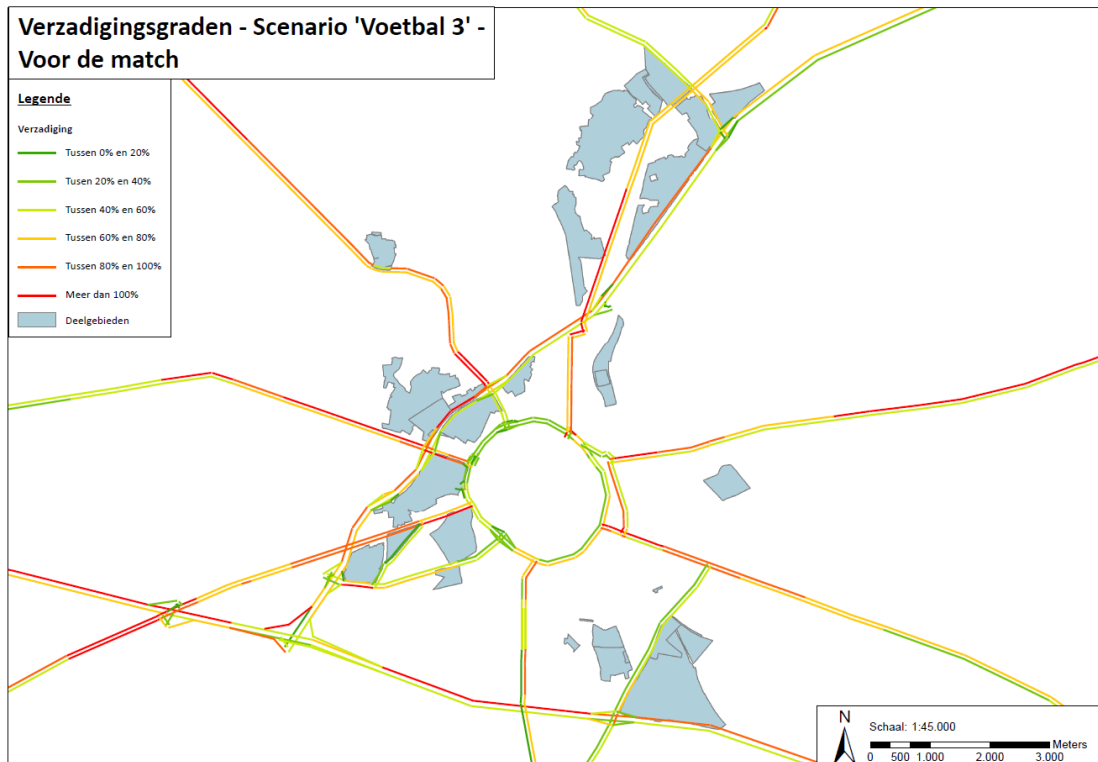 Verzadigingsgraden - Scenario 'Voetbal 3' -
Voor de match
Legende
Verzadiging
Tussen 0% en 20%
Tusen 20% en 40%
Tussen 40% en 60%
Tussen 60% en 80%
Tussen 80% en 100%
Meer dan 100%
Deelgebieden
N
Schaal: 1:45.000
Meters
0 500 1.000 2.000 3.000